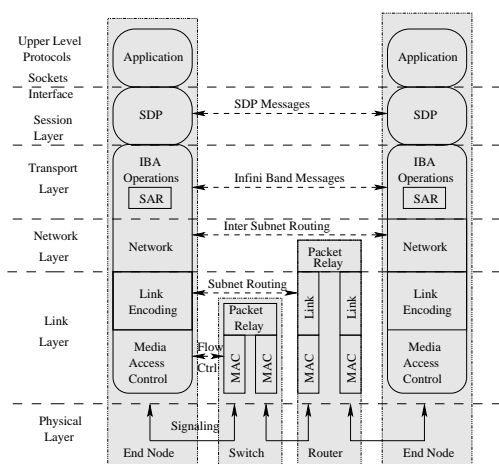 Upper Level
Protocols
Sockets
Interface
Session
Layer
Transport
Layer
Network
Layer
Link
Layer
Physical
Layer
Application
SDP
IBA
Operations
SAR
Network
Link
Encoding
Media
Access
Control
End Node
SDP Messages
Infini Band Messages
Inter Subnet Routing
Subnet Routing
Flow
Ctrl
Signaling
Packet
Relay
MAC
MAC
Switch
Packet
Relay
Link
Link
MAC
MAC
Router
Application
SDP
IBA
Operations
SAR
Network
Link
Encoding
Media
Access
Control
End Node